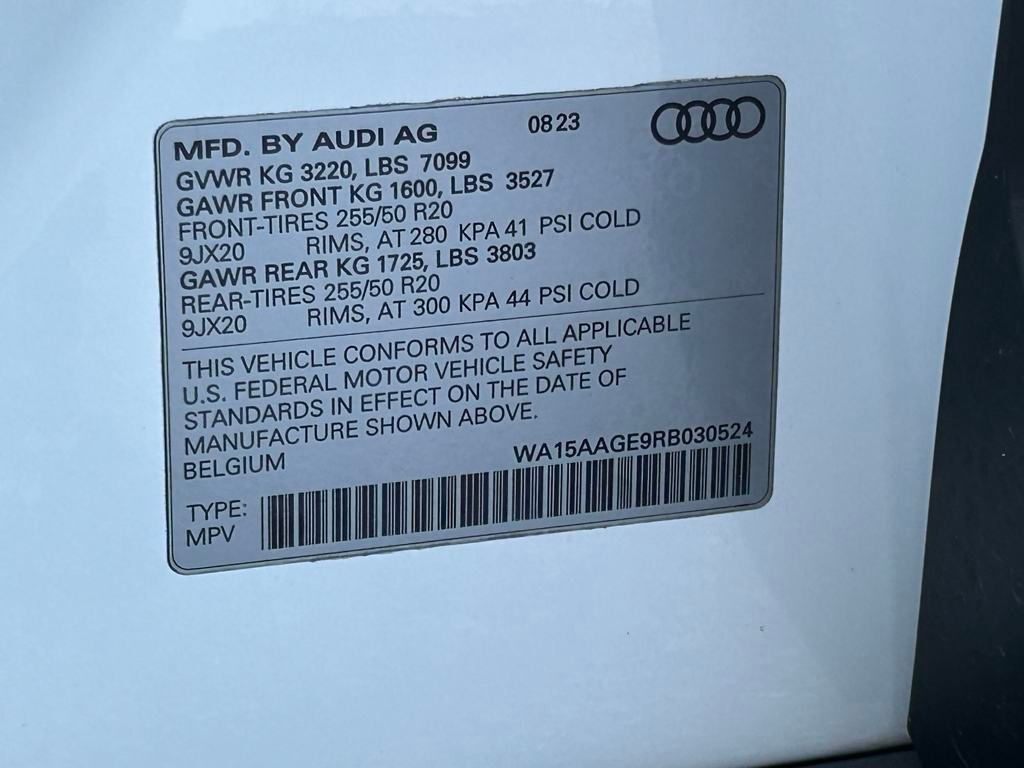 MFD. BY AUDI AG 08 23
GVWR KG 3220, LBS 7099
GAWR FRONT KG 1600, LBS 3527
FRONT-TIRES 255/50 R20
9JX20 RIMS, AT 280 KPA 41 PSI COLD
GAWR REAR KG 1725, LBS 3803
REAR-TIRES 255/50 R20
9JX20 RIMS, AT 300 KPA 44 PSI COLD
THIS VEHICLE CONFORMS TO ALL APPLICABLE
U.S. FEDERAL MOTOR VEHICLE SAFETY
STANDARDS IN EFFECT ON THE DATE OF
MANUFACTURE SHOWN ABOVE.
BELGIUM WA15AAGE9RB030524
TYPE:
MPV